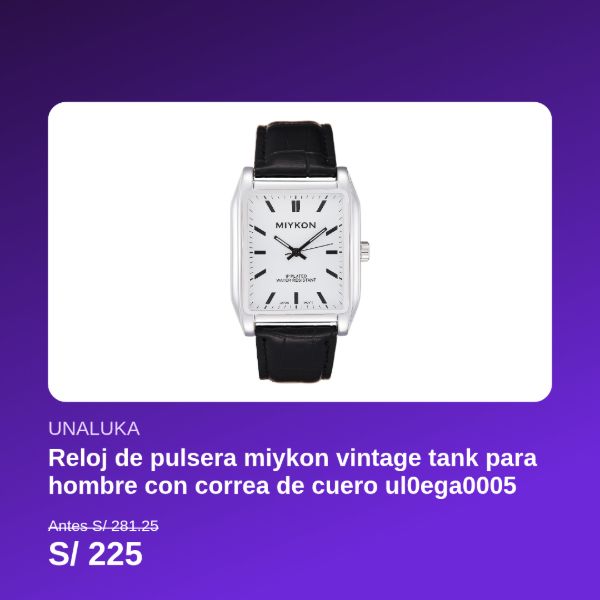 MIYKON
IP PLATED
WATER RESISTANT
UNALUKA
Reloj de pulsera miykon vintage tank para
hombre con correa de cuero ul0ega0005
Antes S/ 281.25
S/ 225